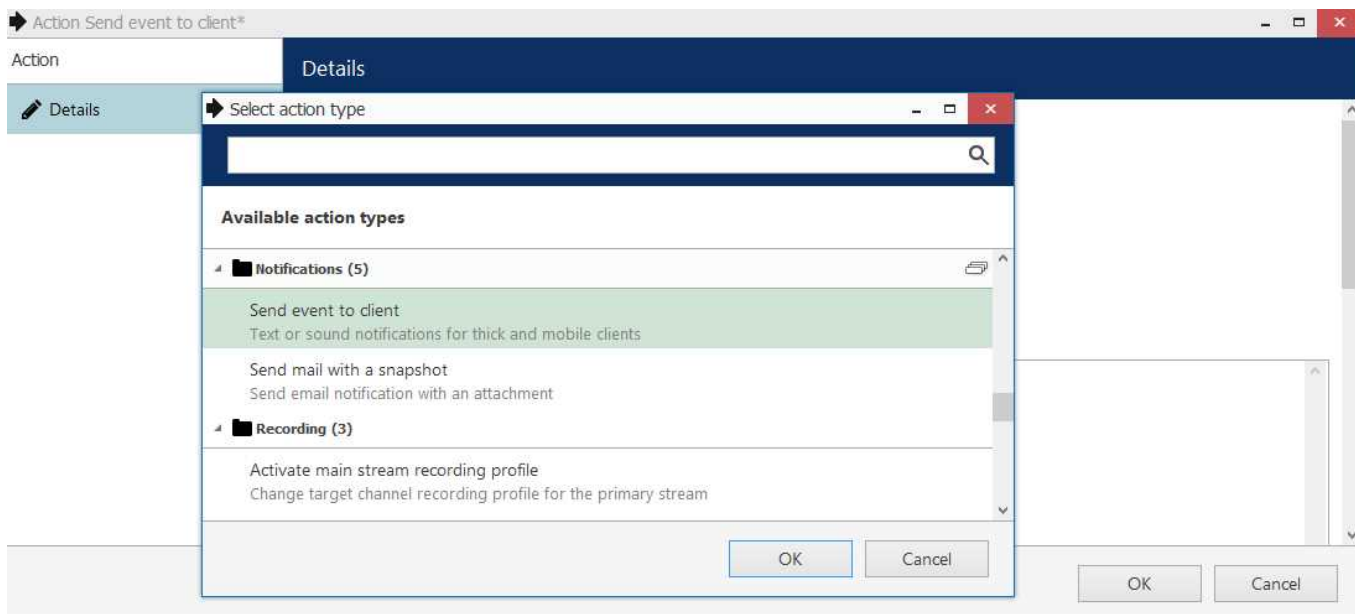 Action Send event to client*
Action
Details
Details
Select action type
Available action types
Notifications (5)
Send event to client
Text or sound notifications for thick and mobile clients
Send mail with a snapshot
Send email notification with an attachment
Recording (3)
Activate main stream recording profile
Change target channel recording profile for the primary stream
OK
Cancel
OK
Cancel